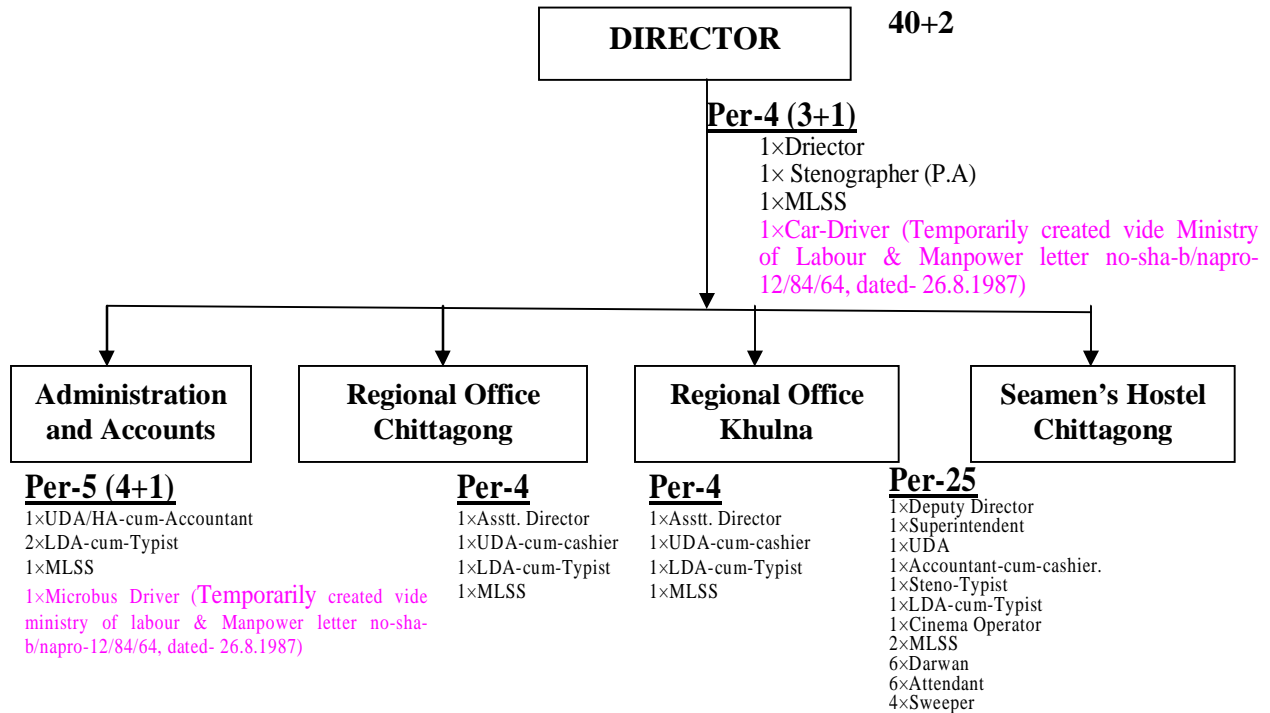 DIRECTOR
40+2
Per-4 (3+1)
1×Driector
1× Stenographer (P.A)
1×MLSS
1×Car-Driver (Temporarily created vide Ministry
of Labour & Manpower letter no-sha-b/napro-
12/84/64, dated- 26.8.1987)
Administration
and Accounts
Per-5 (4+1)
1×UDA/HA-cum-Accountant
2×LDA-cum-Typist
1×MLSS
1×Microbus Driver (Temporarily created vide
ministry of labour & Manpower letter no-sha-
b/napro-12/84/64, dated- 26.8.1987)
Regional Office
Chittagong
Per-4
1×Asstt. Director
1×UDA-cum-cashier
1×LDA-cum-Typist
1×MLSS
Regional Office
Khulna
Per-4
1×Asstt. Director
1×UDA-cum-cashier
1×LDA-cum-Typist
1×MLSS
Seamen's Hostel
Chittagong
Per-25
1×Deputy Director
1×Superintendent
1×UDA
1×Accountant-cum-cashier.
1×Steno-Typist
1×LDA-cum-Typist
1×Cinema Operator
2×MLSS
6×Darwan
6×Attendant
4×Sweeper